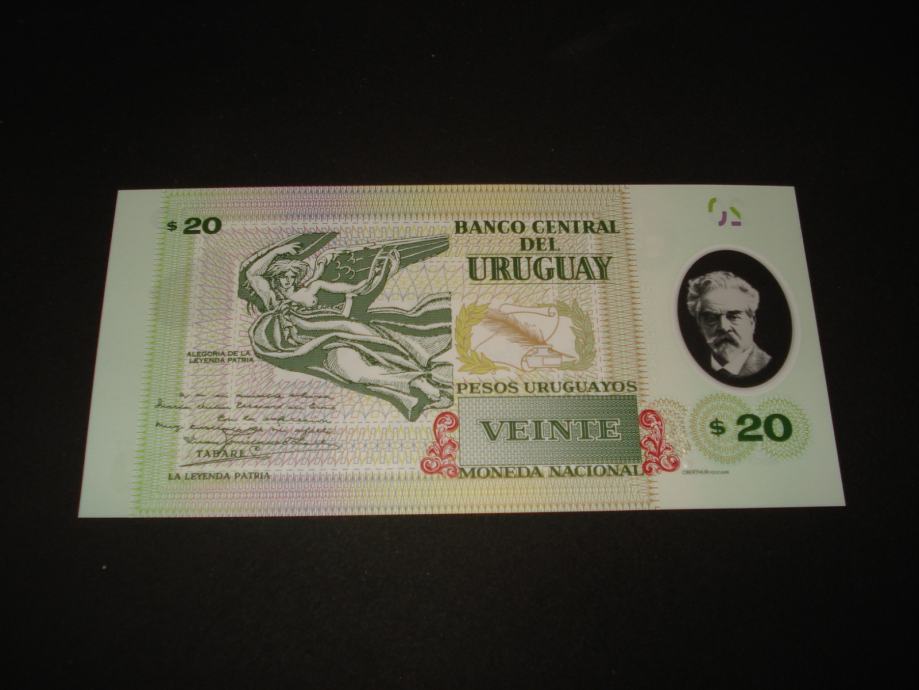 $ 20
BANCO CENTRAL
DEL
URUGUAY
ALEGORIA DE LA
LEYENDA PATRIA
PESOS URUGUAYOS
VEINTE
$ 20
TABARE
LA LEYENDA PATRIA
MONEDA NACIONAL